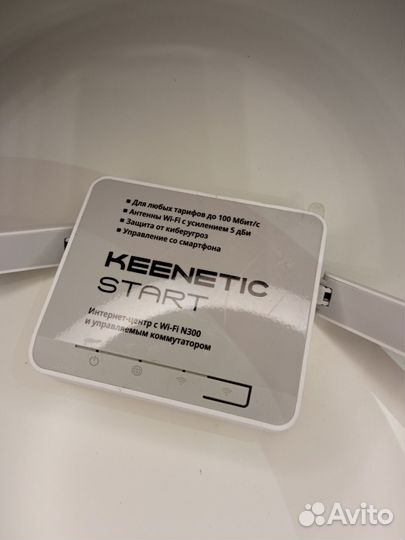 ▪ Для любых тарифов до 100 Мбит/с
▪ Антенны Wi-Fi с усилением 5 дБи
▪ Защита от киберугроз
▪ Управление со смартфона
KEENETIC
START
Интернет-центр с Wi-Fi N300
и управляемым коммутатором
Avito